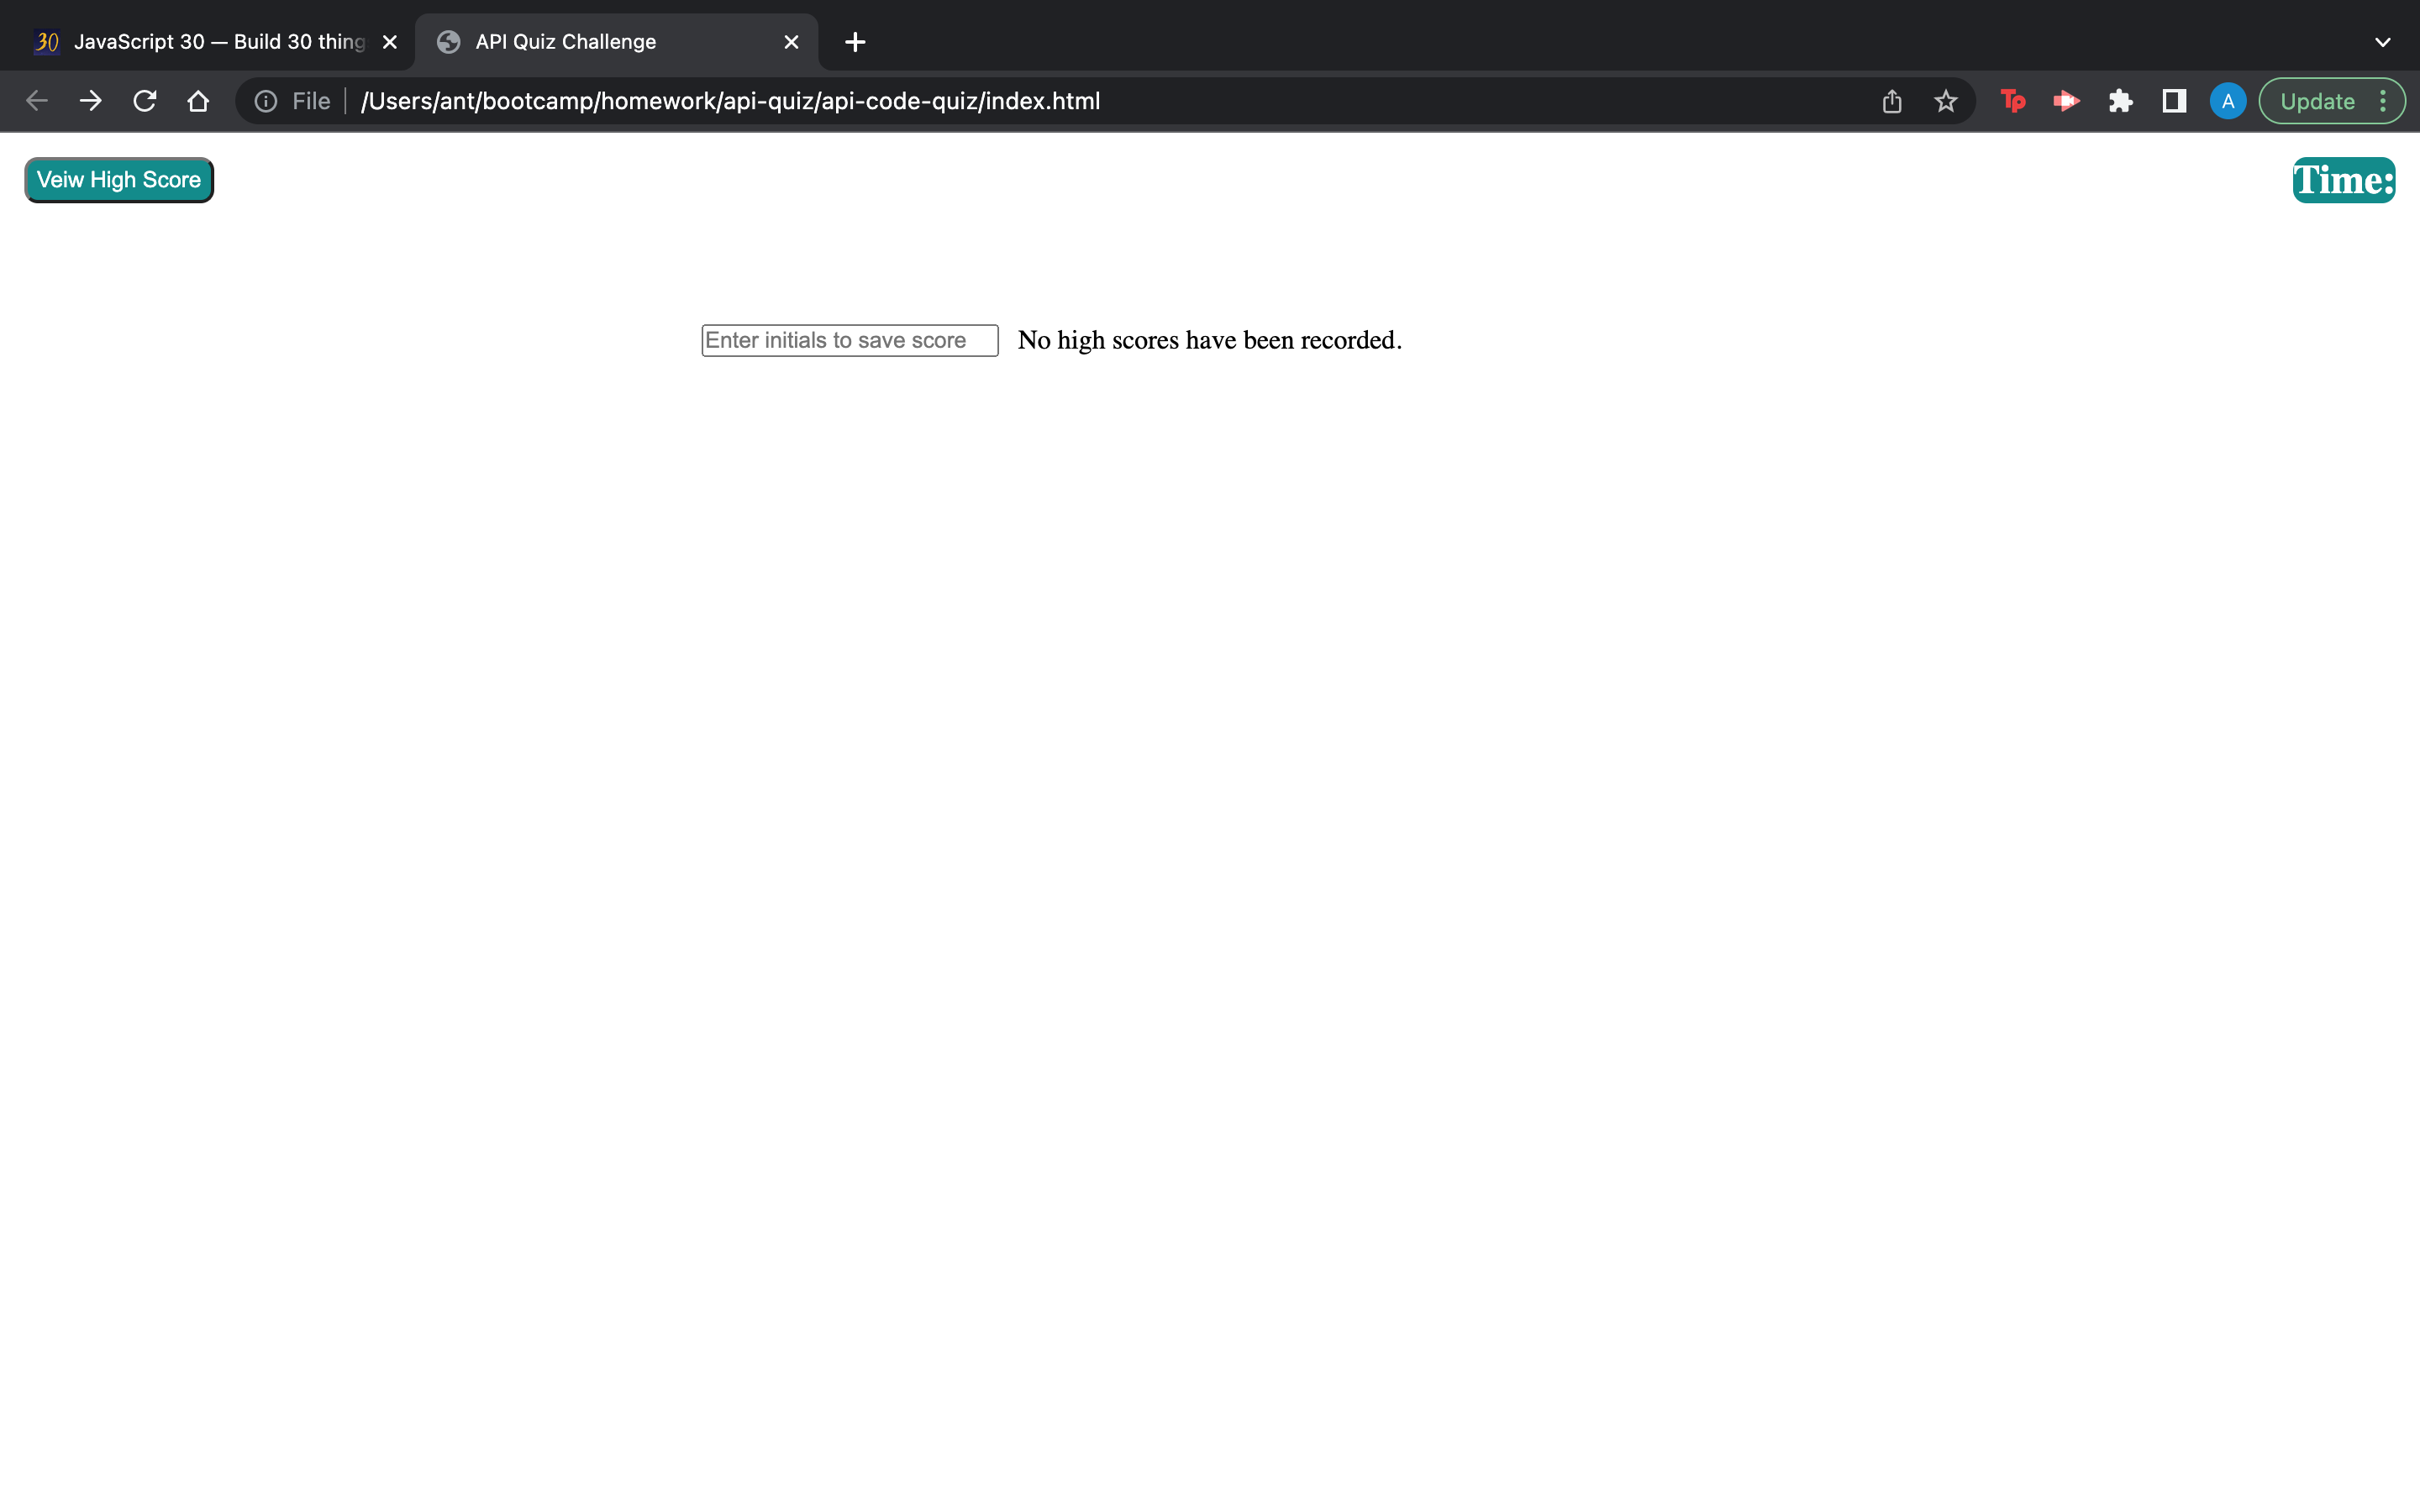 30 JavaScript 30 — Build 30 thing
API Quiz Challenge
File /Users/ant/bootcamp/homework/api-quiz/api-code-quiz/index.html
Tp
A
Update
Veiw High Score
Time:
Enter initials to save score
No high scores have been recorded.